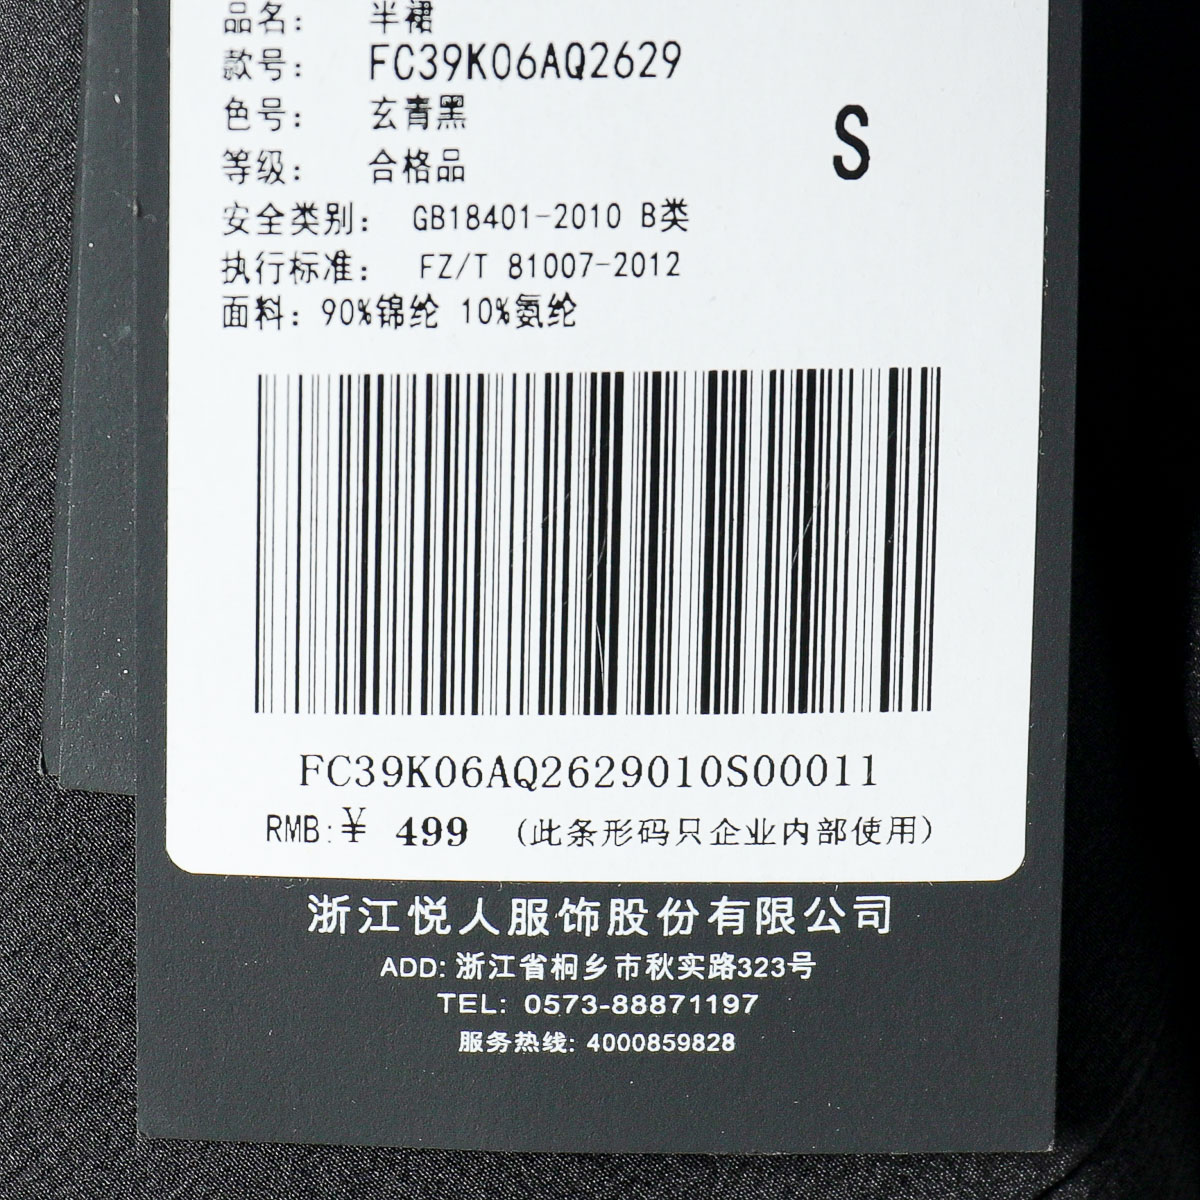 品名： 半裙
款号： FC39K06AQ2629
色号： 玄青黑
S
等级： 合格品
安全类别： GB18401-2010 B类
执行标准： FZ/T 81007-2012
面料：90%锦纶 10%氨纶
FC39K06AQ2629010S00011
RMB:￥ 499 (此条形码只企业内部使用)
浙江悦人服饰股份有限公司
ADD: 浙江省桐乡市秋实路323号
TEL: 0573-88871197
服务热线: 4000859828